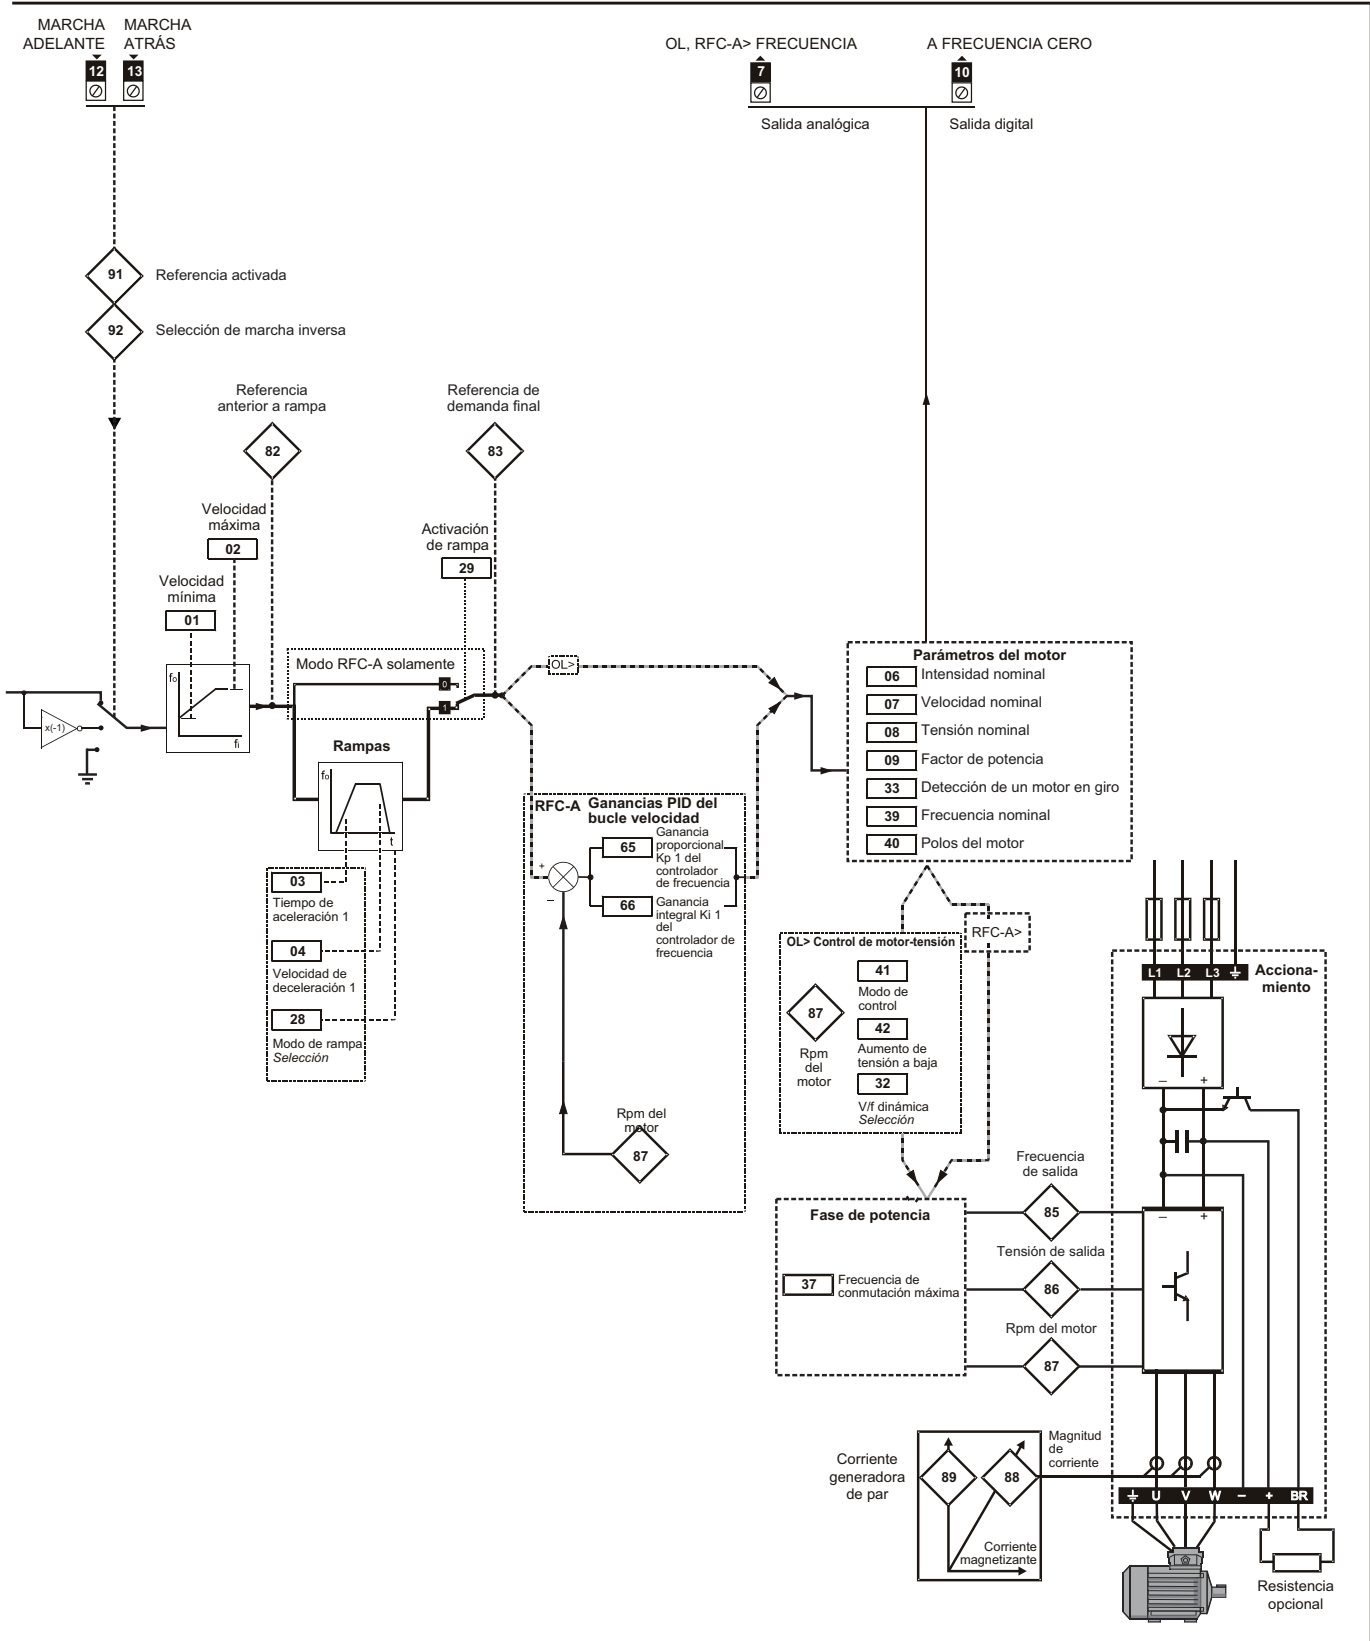 MARCHA
ADELANTE
MARCHA
ATRÁS
12
13
OL, RFC-A> FRECUENCIA
A FRECUENCIA CERO
7
10
Salida analógica
Salida digital
91
Referencia activada
92
Selección de marcha inversa
Referencia
anterior a rampa
82
Referencia de
demanda final
83
Velocidad
máxima
02
Activación
de rampa
29
Velocidad
mínima
01
Modo RFC-A solamente
0
1
OL>
x(-1)
fo
fi
Rampas
fo
t
03
Tiempo de
aceleración 1
04
Velocidad de
deceleración 1
28
Modo de rampa
Selección
RFC-A
Ganancias PID del
bucle velocidad
+
–
65
Ganancia
proporcional
Kp 1 del
controlador
de frecuencia
66
Ganancia
integral Ki 1
del
controlador de
frecuencia
Rpm del
motor
87
Parámetros del motor
06 Intensidad nominal
07 Velocidad nominal
08 Tensión nominal
09 Factor de potencia
33 Detección de un motor en giro
39 Frecuencia nominal
40 Polos del motor
RFC-A>
OL> Control de motor-tensión
87
Rpm
del
motor
41
Modo de
control
42
Aumento de
tensión a baja
32
V/f dinámica
Selección
Fase de potencia
37
Frecuencia de
conmutación máxima
Frecuencia
de salida
85
Tensión de salida
86
Rpm del motor
87
L1 L2 L3
Acciona-
miento
– +
– +
Corriente
generadora
de par
89
88
Magnitud
de
corriente
Corriente
magnetizante
U V W – + BR
Resistencia
opcional